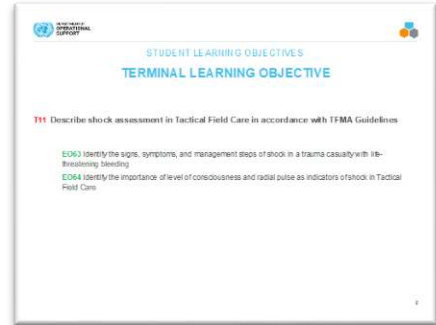 DEPARTMENT OF
OPERATIONAL
SUPPORT
STUDENT LEARNING OBJECTIVES
TERMINAL LEARNING OBJECTIVE
T11 Describe shock assessment in Tactical Field Care in accordance with TFMA Guidelines
EO63 Identify the signs, symptoms, and management steps of shock in a trauma casualty with life-
threatening bleeding
EO64 Identify the importance of level of consciousness and radial pulse as indicators of shock in Tactical
Field Care